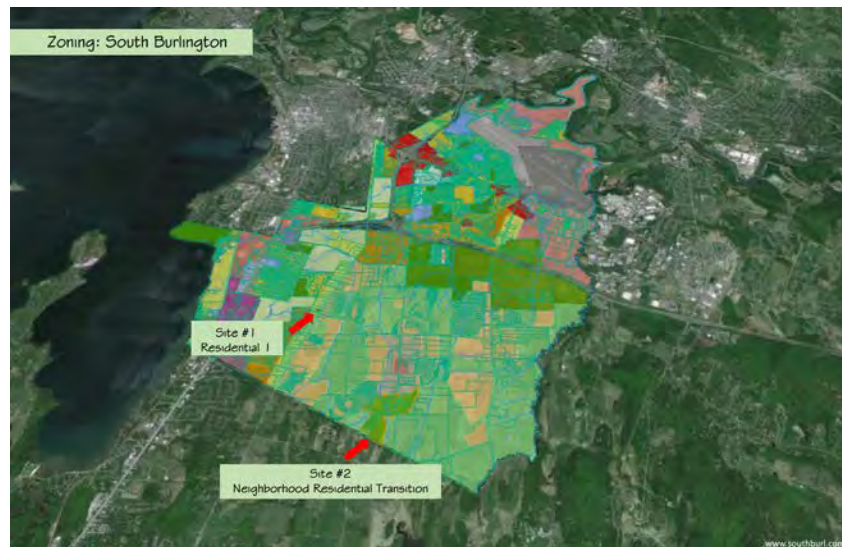 Zoning: South Burlington
Site #1
Residential 1
Site #2
Neighborhood Residential Transition
www.southburl.com